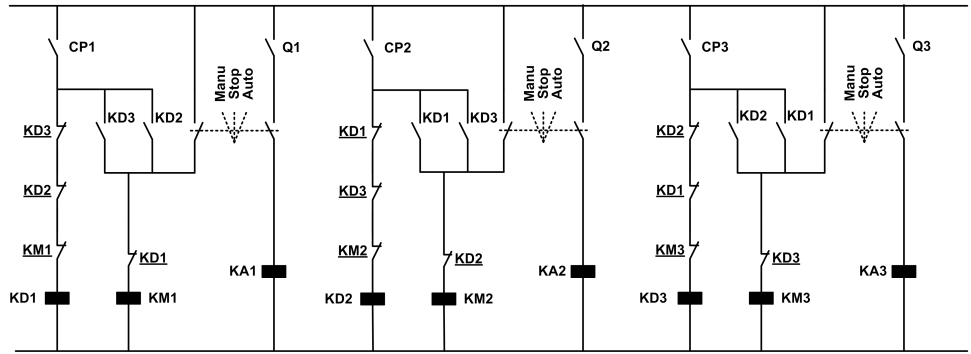 CP1
Q1
Manu
Stop
Auto
KD3
KD3
KD2
KD2
KM1
KD1
KA1
KD1
KM1
CP2
Q2
Manu
Stop
Auto
KD1
KD1
KD3
KD3
KM2
KD2
KA2
KD2
KM2
CP3
Q3
Manu
Stop
Auto
KD2
KD2
KD1
KD1
KM3
KD3
KA3
KD3
KM3